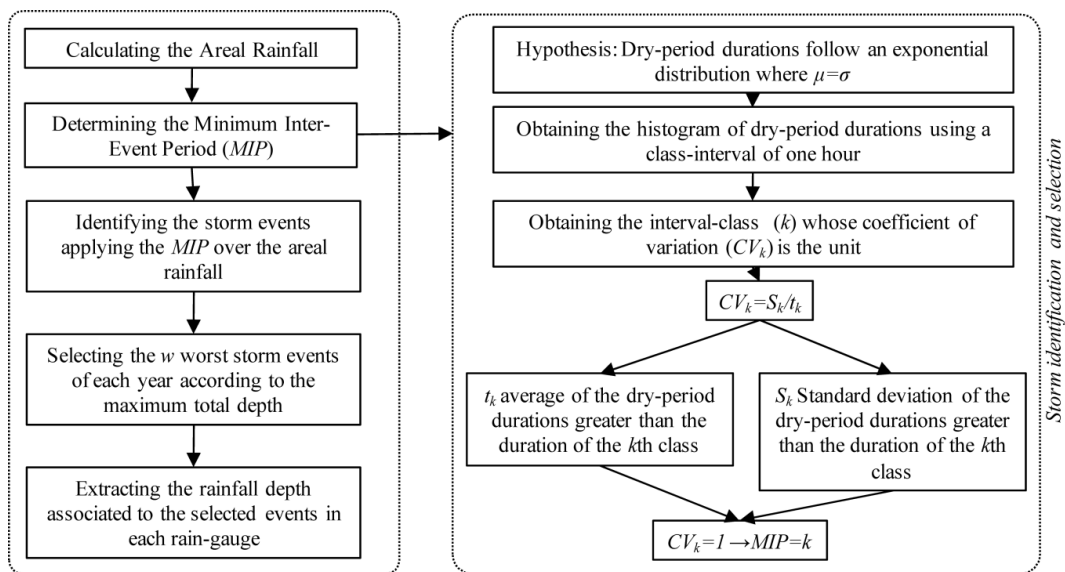 Calculating the Areal Rainfall
Determining the Minimum Inter-
Event Period (MIP)
Identifying the storm events
applying the MIP over the areal
rainfall
Selecting the w worst storm events
of each year according to the
maximum total depth
Extracting the rainfall depth
associated to the selected events in
each rain-gauge
Hypothesis: Dry-period durations follow an exponential
distribution where μ=σ
Obtaining the histogram of dry-period durations using a
class-interval of one hour
Obtaining the interval-class (k) whose coefficient of
variation (CVk) is the unit
CVk=Sk/tk
tk average of the dry-period
durations greater than the
duration of the kth class
Sk Standard deviation of the
dry-period durations greater
than the duration of the kth
class
CVk=1→MIP=k
Storm identification and selection